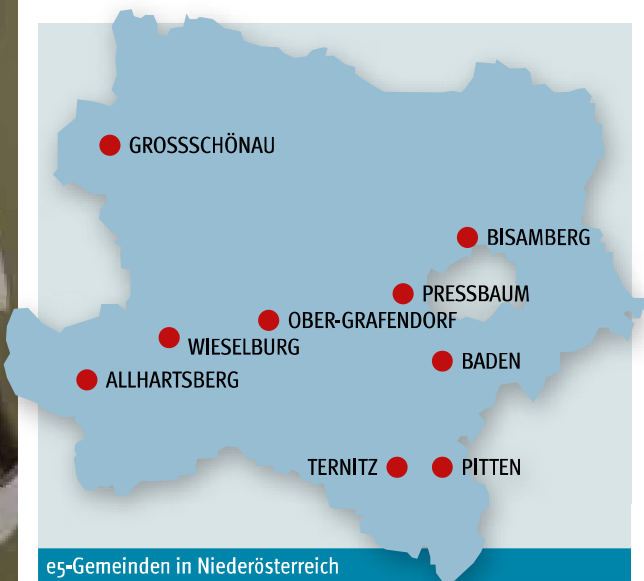 GROSSSCHÖNAU
BISAMBERG
PRESSBAUM
OBER-GRAFENDORF
WIESELBURG
BADEN
ALLHARTSBERG
TERNITZ
PITTEN
e5-Gemeinden in Niederösterreich